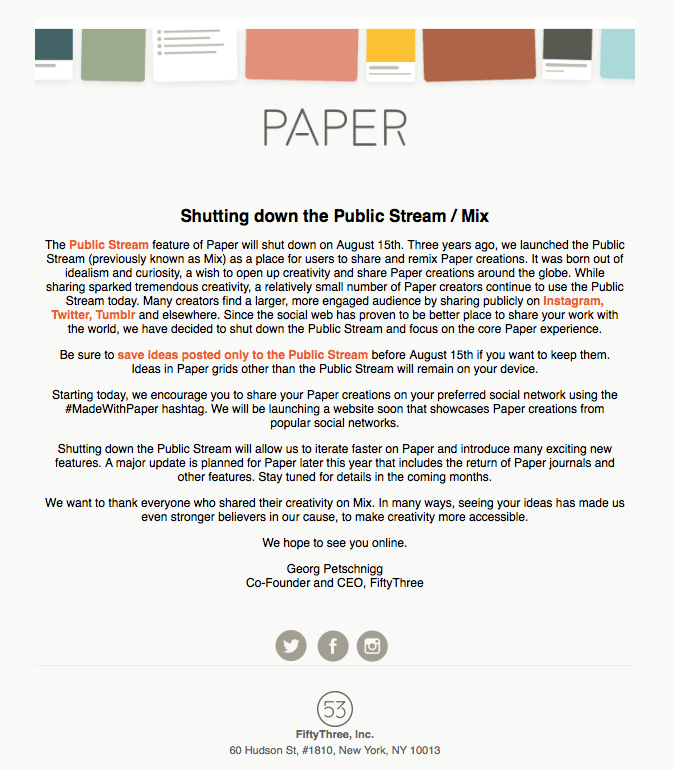 PAPER
Shutting down the Public Stream / Mix
The Public Stream feature of Paper will shut down on August 15th. Three years ago, we launched the Public
Stream (previously known as Mix) as a place for users to share and remix Paper creations. It was born out of
idealism and curiosity, a wish to open up creativity and share Paper creations around the globe. While
sharing sparked tremendous creativity, a relatively small number of Paper creators continue to use the Public
Stream today. Many creators find a larger, more engaged audience by sharing publicly on Instagram,
Twitter, Tumblr and elsewhere. Since the social web has proven to be better place to share your work with
the world, we have decided to shut down the Public Stream and focus on the core Paper experience.
Be sure to save ideas posted only to the Public Stream before August 15th if you want to keep them.
Ideas in Paper grids other than the Public Stream will remain on your device.
Starting today, we encourage you to share your Paper creations on your preferred social network using the
#MadeWithPaper hashtag. We will be launching a website soon that showcases Paper creations from
popular social networks.
Shutting down the Public Stream will allow us to iterate faster on Paper and introduce many exciting new
features. A major update is planned for Paper later this year that includes the return of Paper journals and
other features. Stay tuned for details in the coming months.
We want to thank everyone who shared their creativity on Mix. In many ways, seeing your ideas has made us
even stronger believers in our cause, to make creativity more accessible.
We hope to see you online.
Georg Petschnigg
Co-Founder and CEO, FiftyThree
53
FiftyThree, Inc.
60 Hudson St, #1810, New York, NY 10013